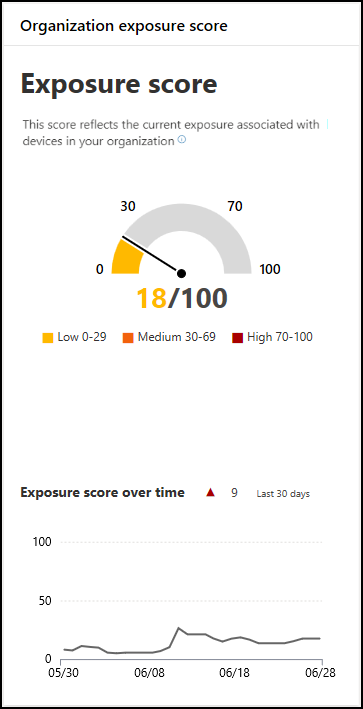 Organization exposure score
Exposure score
This score reflects the current exposure associated with
devices in your organization
30 70
0 100
18/100
Low 0-29 Medium 30-69 High 70-100
Exposure score over time 9 Last 30 days
100
50
0
05/30 06/08 06/18 06/28